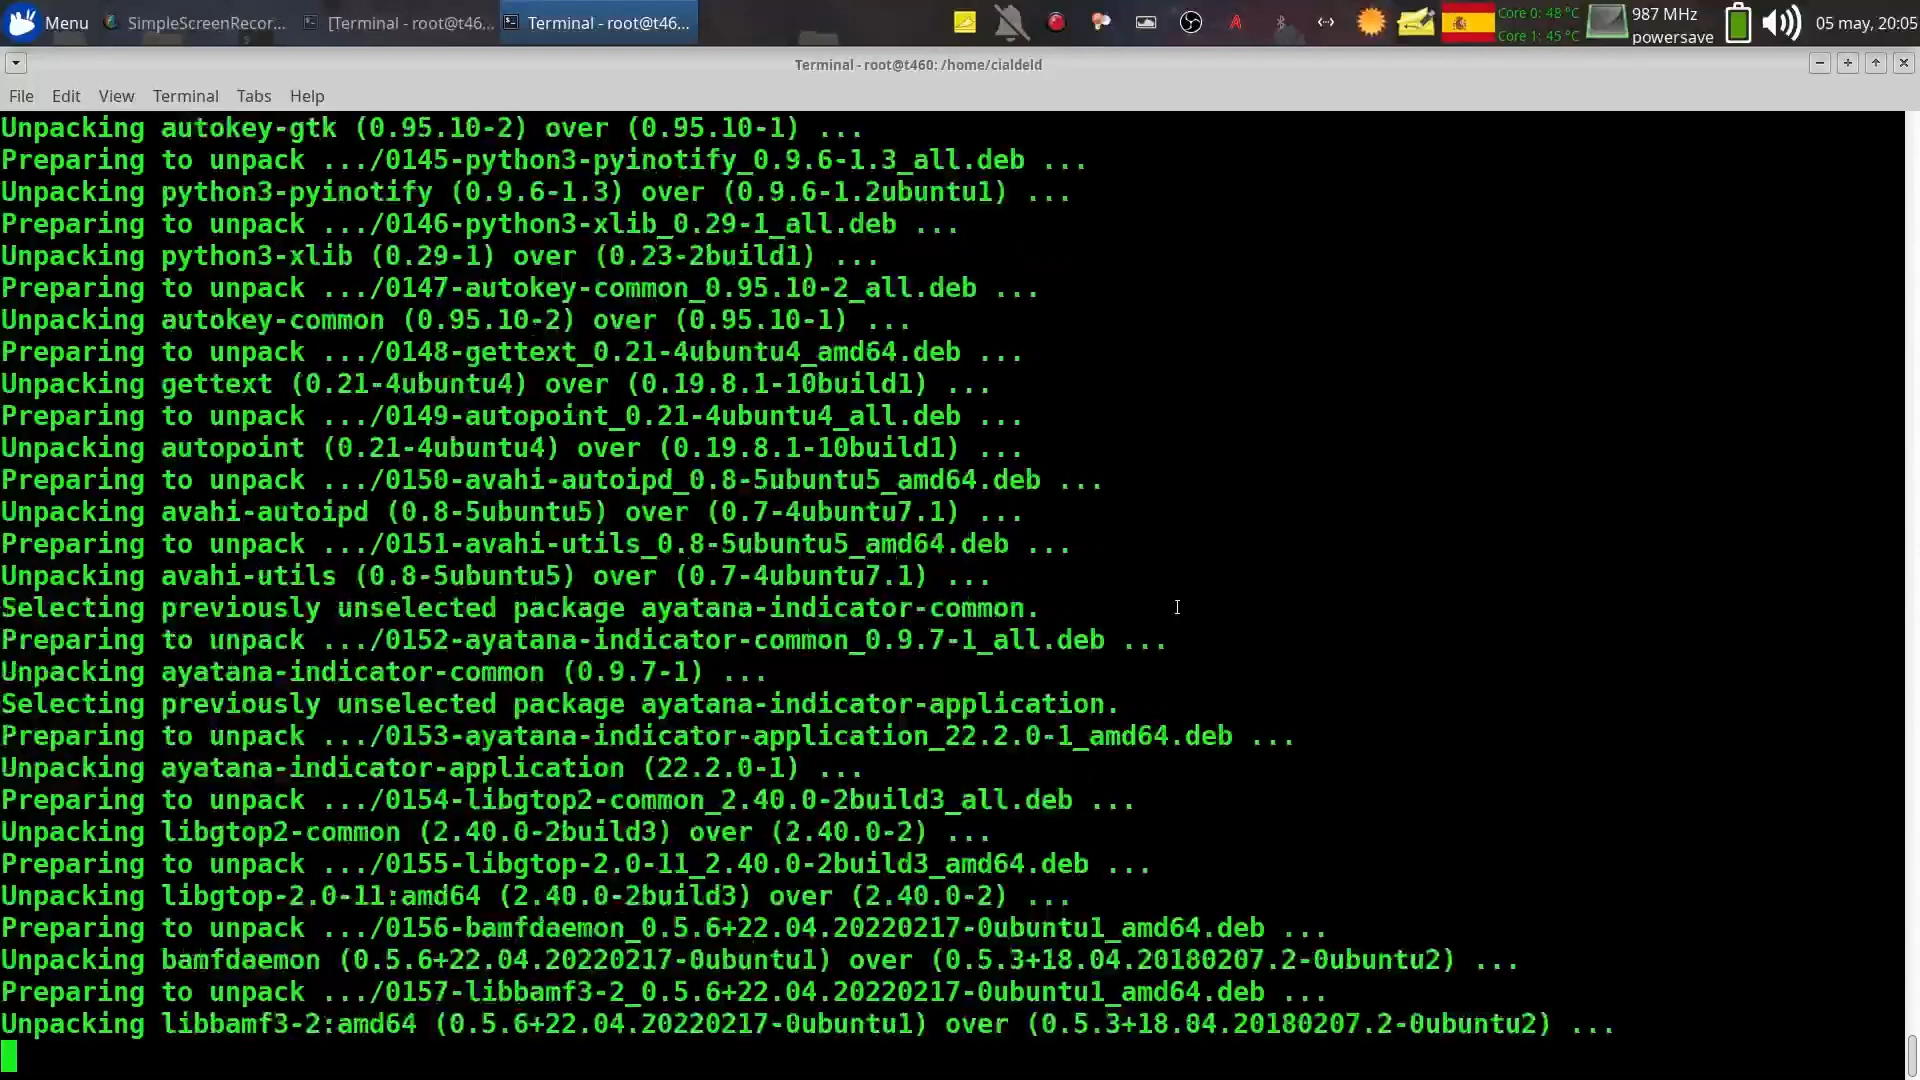 Menu SimpleScreenRecor... [Terminal - root@t46... Terminal - root@t46... A Core 0: 48 °C 987 MHz 05 may, 20:05
Core 1: 45 °C powersave
Terminal - root@t460: /home/cialdeld
File Edit View Terminal Tabs Help
Unpacking autokey-gtk (0.95.10-2) over (0.95.10-1) ...
Preparing to unpack .../0145-python3-pyinotify_0.9.6-1.3_all.deb ...
Unpacking python3-pyinotify (0.9.6-1.3) over (0.9.6-1.2ubuntu1) ...
Preparing to unpack .../0146-python3-xlib_0.29-1_all.deb ...
Unpacking python3-xlib (0.29-1) over (0.23-2build1) ...
Preparing to unpack .../0147-autokey-common_0.95.10-2_all.deb ...
Unpacking autokey-common (0.95.10-2) over (0.95.10-1) ...
Preparing to unpack .../0148-gettext_0.21-4ubuntu4_amd64.deb ...
Unpacking gettext (0.21-4ubuntu4) over (0.19.8.1-10build1) ...
Preparing to unpack .../0149-autopoint_0.21-4ubuntu4_all.deb ...
Unpacking autopoint (0.21-4ubuntu4) over (0.19.8.1-10build1) ...
Preparing to unpack .../0150-avahi-autoipd_0.8-5ubuntu5_amd64.deb ...
Unpacking avahi-autoipd (0.8-5ubuntu5) over (0.7-4ubuntu7.1) ...
Preparing to unpack .../0151-avahi-utils_0.8-5ubuntu5_amd64.deb ...
Unpacking avahi-utils (0.8-5ubuntu5) over (0.7-4ubuntu7.1) ...
Selecting previously unselected package ayatana-indicator-common.
Preparing to unpack .../0152-ayatana-indicator-common_0.9.7-1_all.deb ...
Unpacking ayatana-indicator-common (0.9.7-1) ...
Selecting previously unselected package ayatana-indicator-application.
Preparing to unpack .../0153-ayatana-indicator-application_22.2.0-1_amd64.deb ...
Unpacking ayatana-indicator-application (22.2.0-1) ...
Preparing to unpack .../0154-libgtop2-common_2.40.0-2build3_all.deb ...
Unpacking libgtop2-common (2.40.0-2build3) over (2.40.0-2) ...
Preparing to unpack .../0155-libgtop-2.0-11_2.40.0-2build3_amd64.deb ...
Unpacking libgtop-2.0-11:amd64 (2.40.0-2build3) over (2.40.0-2) ...
Preparing to unpack .../0156-bamfdaemon_0.5.6+22.04.20220217-0ubuntu1_amd64.deb ...
Unpacking bamfdaemon (0.5.6+22.04.20220217-0ubuntu1) over (0.5.3+18.04.20180207.2-0ubuntu2) ...
Preparing to unpack .../0157-libbamf3-2_0.5.6+22.04.20220217-0ubuntu1_amd64.deb ...
Unpacking libbamf3-2:amd64 (0.5.6+22.04.20220217-0ubuntu1) over (0.5.3+18.04.20180207.2-0ubuntu2) ...